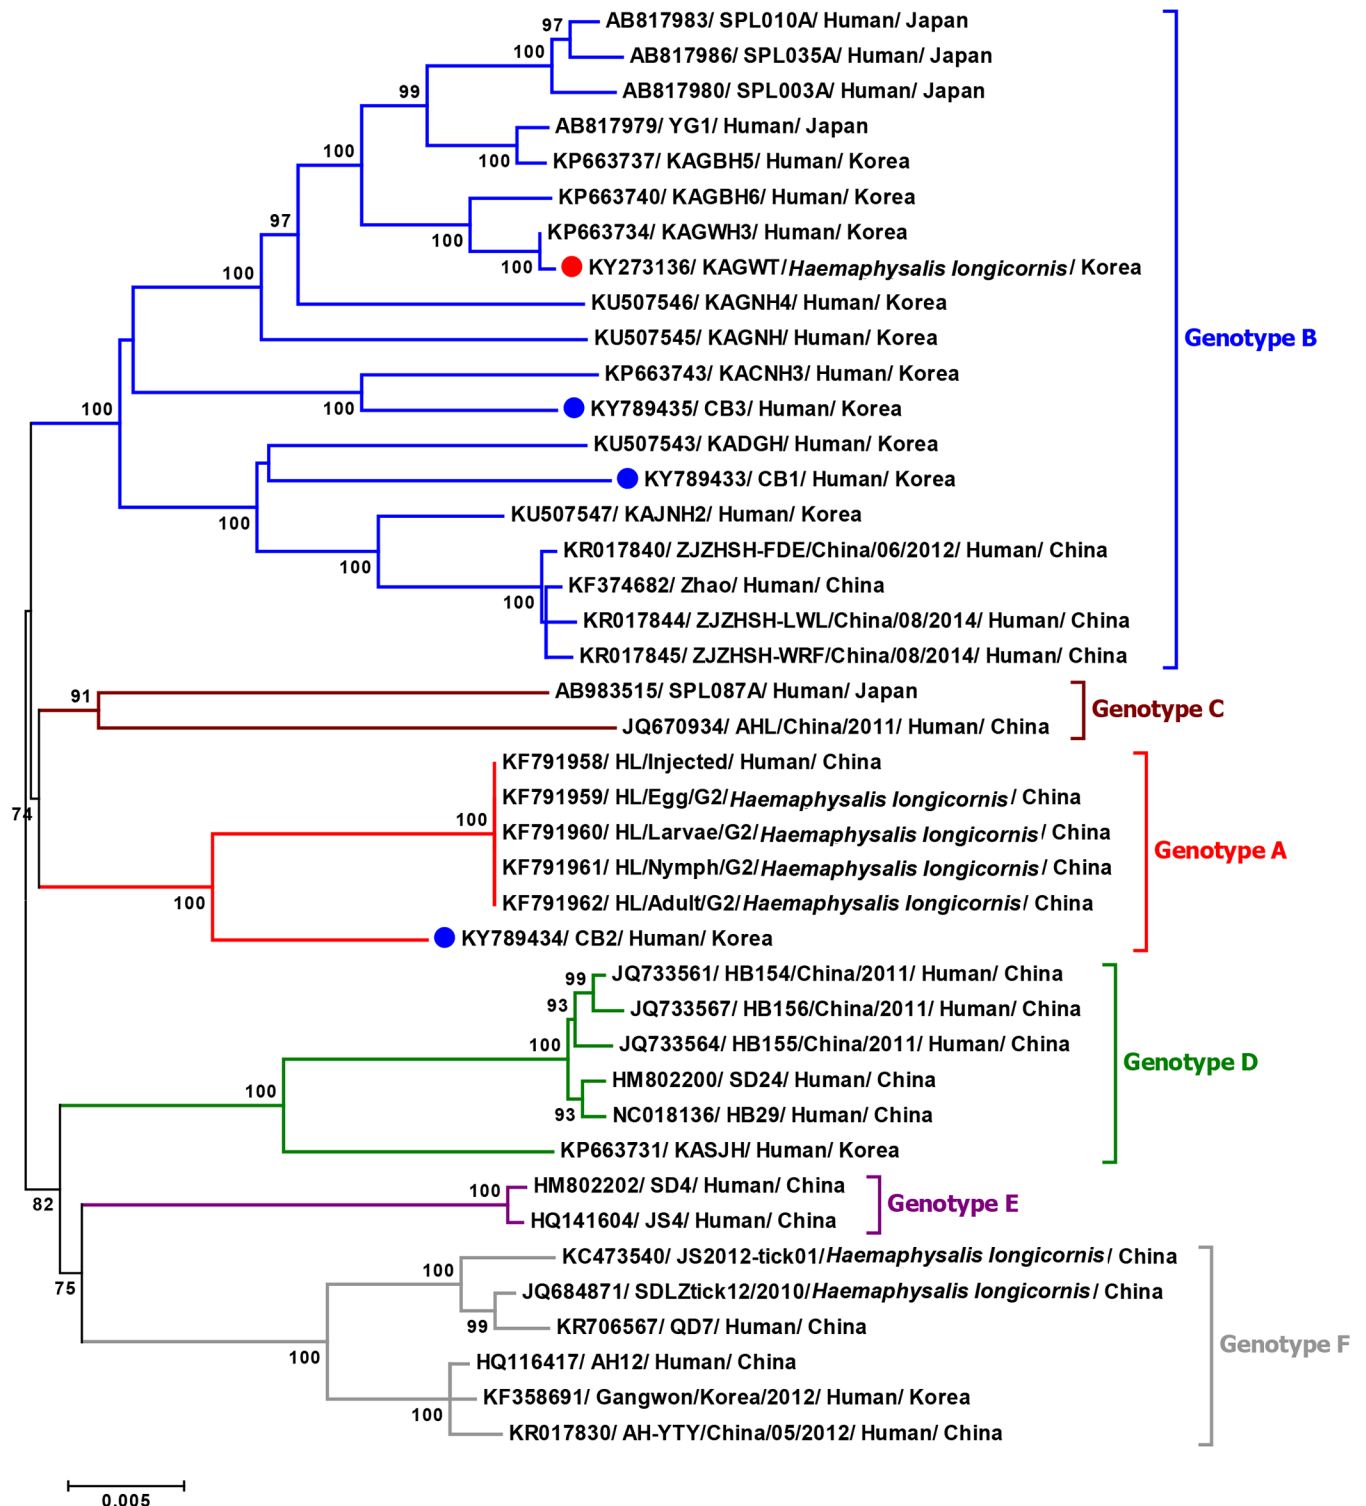 97
AB817983/ SPL010A/ Human/ Japan
100
AB817986/ SPL035A/ Human/ Japan
99
AB817980/ SPL003A/ Human/ Japan
AB817979/ YG1/ Human/ Japan
100
100
KP663737/ KAGBH5/ Human/ Korea
KP663740/ KAGBH6/ Human/ Korea
97
100
KP663734/ KAGWH3/ Human/ Korea
100
100
KY273136/ KAGWT/Haemaphysalis longicornis/ Korea
KU507546/ KAGNH4/ Human/ Korea
KU507545/ KAGNH/ Human/ Korea
Genotype B
KP663743/ KACNH3/ Human/ Korea
100
100
KY789435/ CB3/ Human/ Korea
KU507543/ KADGH/ Human/ Korea
KY789433/ CB1/ Human/ Korea
100
KU507547/ KAJNH2/ Human/ Korea
100
KR017840/ ZJZHSH-FDE/China/06/2012/ Human/ China
KF374682/ Zhao/ Human/ China
100
KR017844/ ZJZHSH-LWL/China/08/2014/ Human/ China
KR017845/ ZJZHSH-WRF/China/08/2014/ Human/ China
91
AB983515/ SPL087A/ Human/ Japan
Genotype C
JQ670934/ AHL/China/2011/ Human/ China
KF791958/ HL/Injected/ Human/ China
KF791959/ HL/Egg/G2/Haemaphysalis longicornis/ China
74
100
KF791960/ HL/Larvae/G2/Haemaphysalis longicornis/ China
Genotype A
KF791961/ HL/Nymph/G2/Haemaphysalis longicornis/ China
100
KF791962/ HL/Adult/G2/Haemaphysalis longicornis/ China
KY789434/ CB2/ Human/ Korea
99
JQ733561/ HB154/China/2011/ Human/ China
93
JQ733567/ HB156/China/2011/ Human/ China
100
JQ733564/ HB155/China/2011/ Human/ China
Genotype D
100
HM802200/ SD24/ Human/ China
93
NC018136/ HB29/ Human/ China
KP663731/ KASJH/ Human/ Korea
82
100
HM802202/ SD4/ Human/ China
Genotype E
HQ141604/ JS4/ Human/ China
KC473540/ JS2012-tick01/Haemaphysalis longicornis/ China
75
100
JQ684871/ SDLZtick12/2010/Haemaphysalis longicornis/ China
99
KR706567/ QD7/ Human/ China
Genotype F
100
HQ116417/ AH12/ Human/ China
KF358691/ Gangwon/Korea/2012/ Human/ Korea
100
KR017830/ AH-YTY/China/05/2012/ Human/ China
0.005